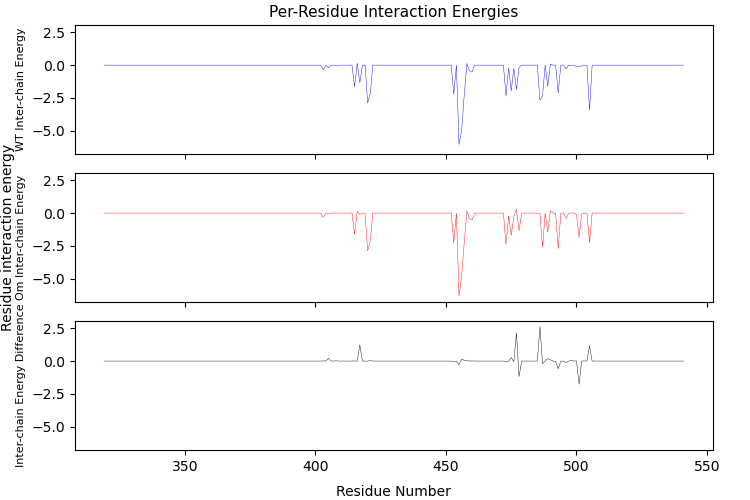 Per-Residue Interaction Energies
WT Inter-chain Energy
2.5
0.0
−2.5
−5.0
Residue interaction energy
Om Inter-chain Energy
2.5
0.0
−2.5
−5.0
Inter-chain Energy Difference
2.5
0.0
−2.5
−5.0
350
400
450
500
550
Residue Number